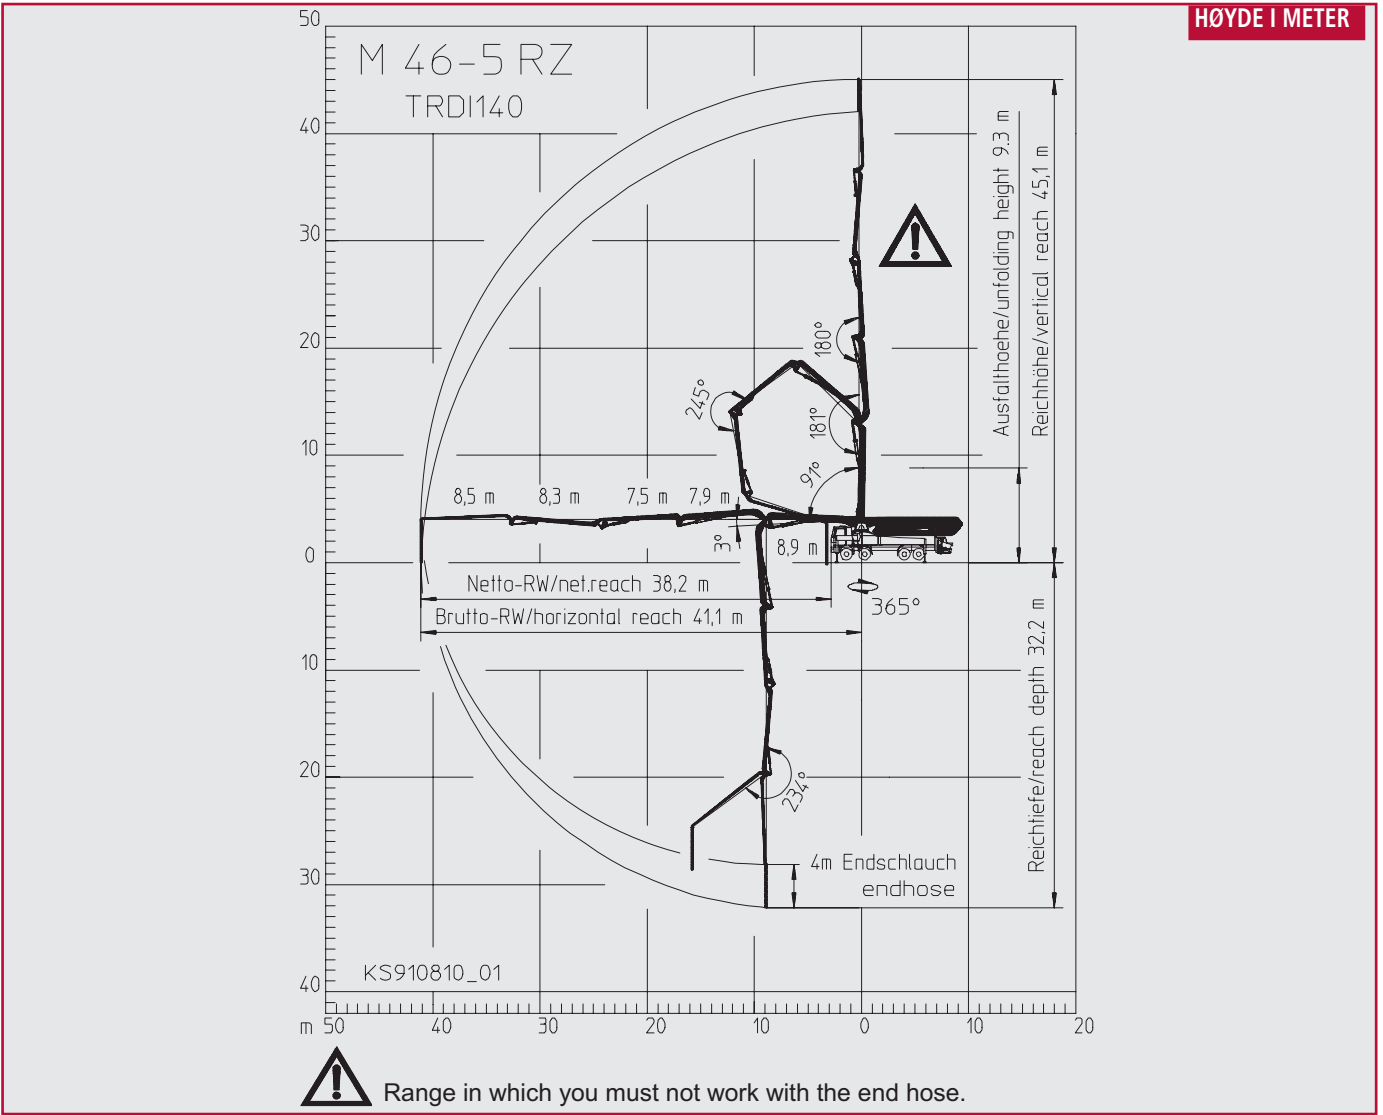 HØYDE I METER
M 46-5 RZ
TRDI140
50
40
30
20
10
0
10
20
30
40
Ausfalthoehe/unfolding height 9.3 m
Reichhöhe/vertical reach 45,1 m
180°
245°
181°
91°
8,5 m
8,3 m
7,5 m
7,9 m
3°
8,9 m
Netto-RW/net.reach 38,2 m
365°
Brutto-RW/horizontal reach 41,1 m
Reichtiefe/reach depth 32,2 m
234°
4m Endschlauch
endhose
KS910810_01
m 50 40 30 20 10 0 10 20
Range in which you must not work with the end hose.